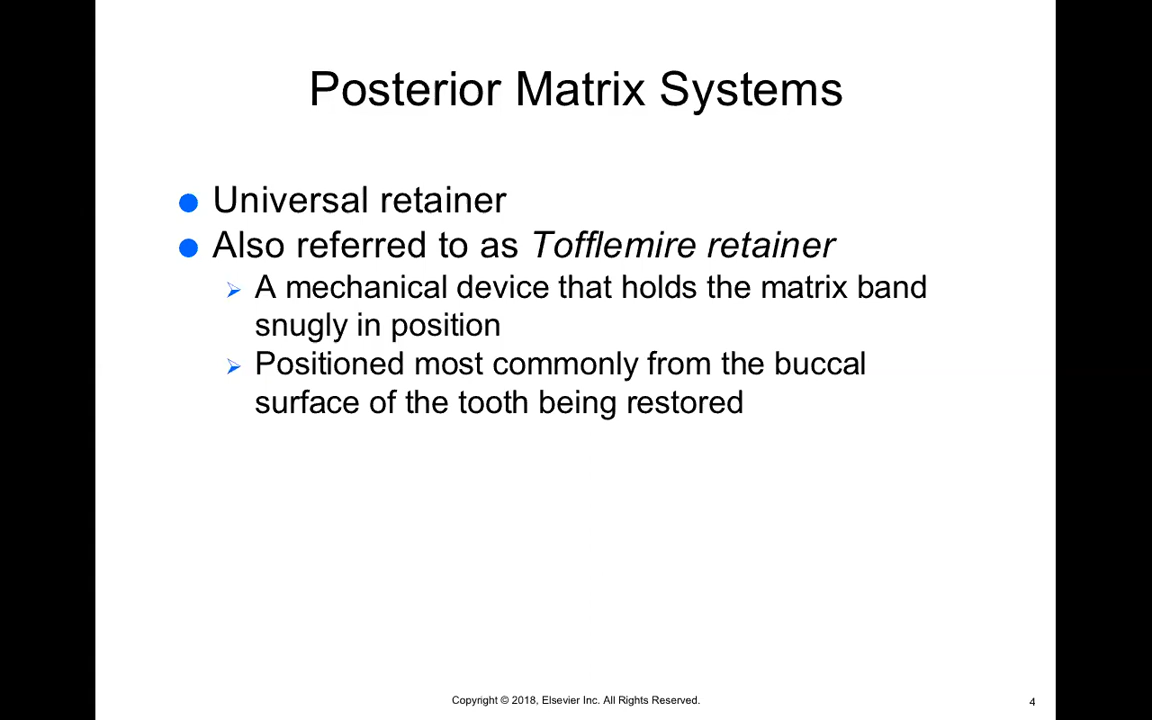 Posterior Matrix Systems
Universal retainer
Also referred to as Tofflemire retainer
A mechanical device that holds the matrix band
snugly in position
Positioned most commonly from the buccal
surface of the tooth being restored
Copyright © 2018, Elsevier Inc. All Rights Reserved.
4